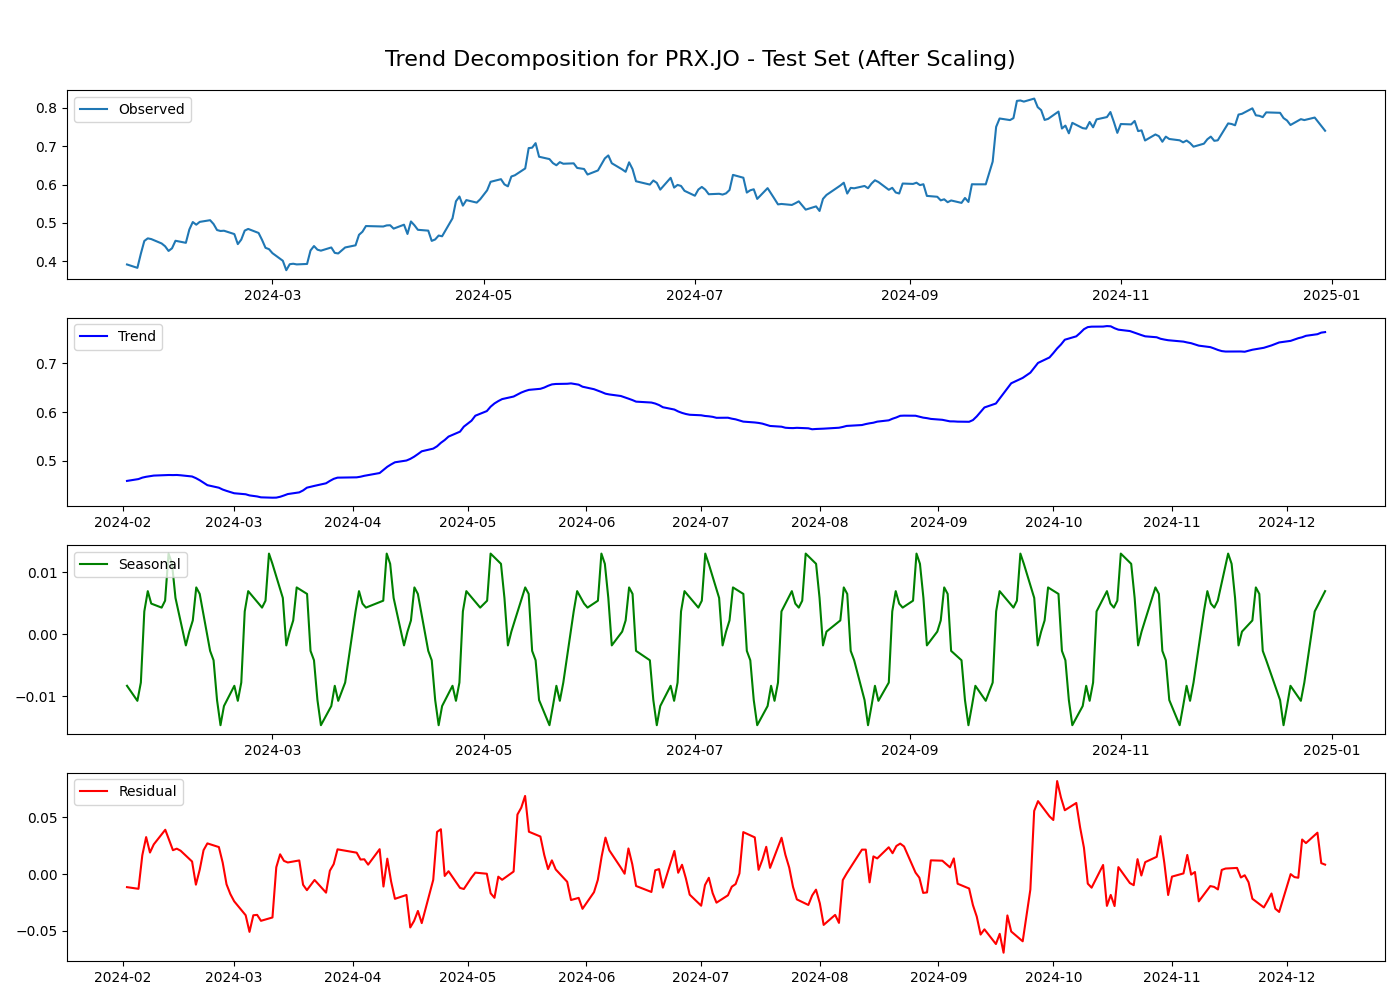 Trend Decomposition for PRX.JO - Test Set (After Scaling)
Observed
0.8
0.7
0.6
0.5
0.4
2024-03 2024-05 2024-07 2024-09 2024-11 2025-01
Trend
0.7
0.6
0.5
2024-02 2024-03 2024-04 2024-05 2024-06 2024-07 2024-08 2024-09 2024-10 2024-11 2024-12
Seasonal
0.01
0.00
−0.01
2024-03 2024-05 2024-07 2024-09 2024-11 2025-01
Residual
0.05
0.00
−0.05
2024-02 2024-03 2024-04 2024-05 2024-06 2024-07 2024-08 2024-09 2024-10 2024-11 2024-12